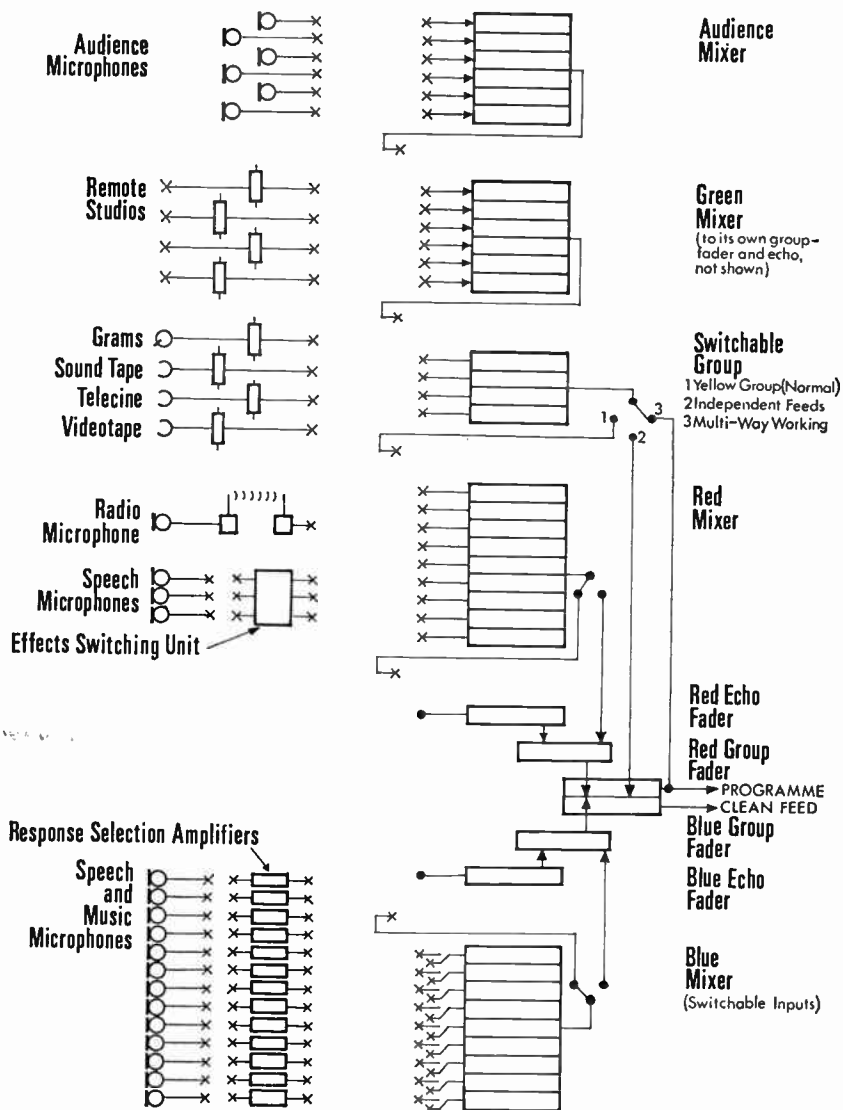 Audience
Microphones
Audience
Mixer
Remote
Studios
Green
Mixer
(to its own group-
fader and echo,
not shown)
Grams
Sound Tape
Telecine
Videotape
Switchable
Group
1 Yellow Group(Normal)
2 Independent Feeds
3 Multi-Way Working
1
2
3
Radio
Microphone
Red
Mixer
Speech
Microphones
Effects Switching Unit
Red Echo
Fader
Red Group
Fader
PROGRAMME
CLEAN FEED
Blue Group
Fader
Blue Echo
Fader
Response Selection Amplifiers
Speech
and
Music
Microphones
Blue
Mixer
(Switchable Inputs)